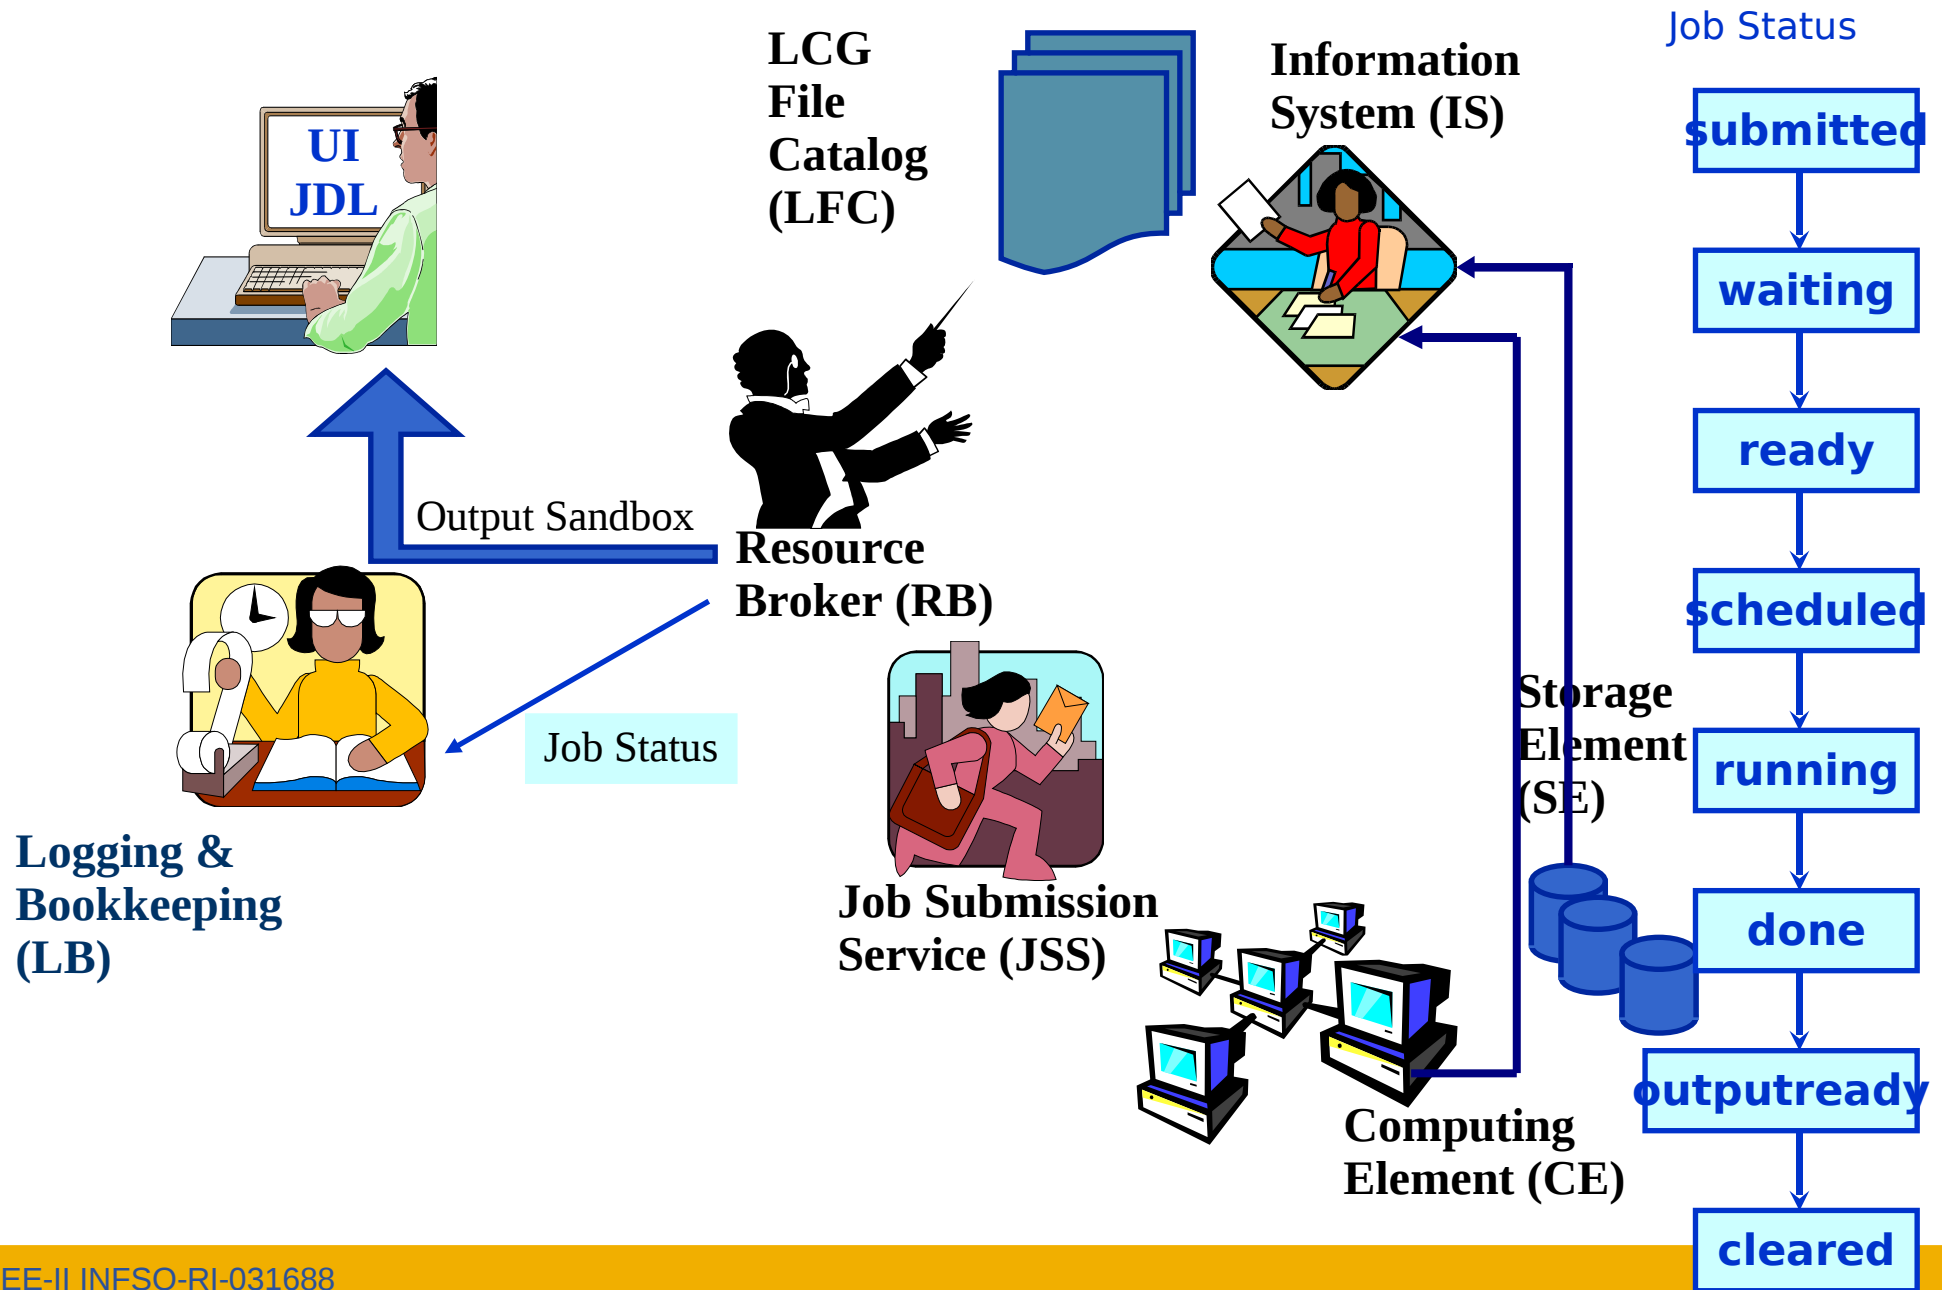 UI
JDL
LCG
File
Catalog
(LFC)
Information
System (IS)
Output Sandbox
Resource
Broker (RB)
Job Status
Logging &
Bookkeeping
(LB)
Job Submission
Service (JSS)
Storage
Element
(SE)
Computing
Element (CE)
Job Status
submitted
waiting
ready
scheduled
running
done
outputready
cleared
EE-II INFSO-RI-031688